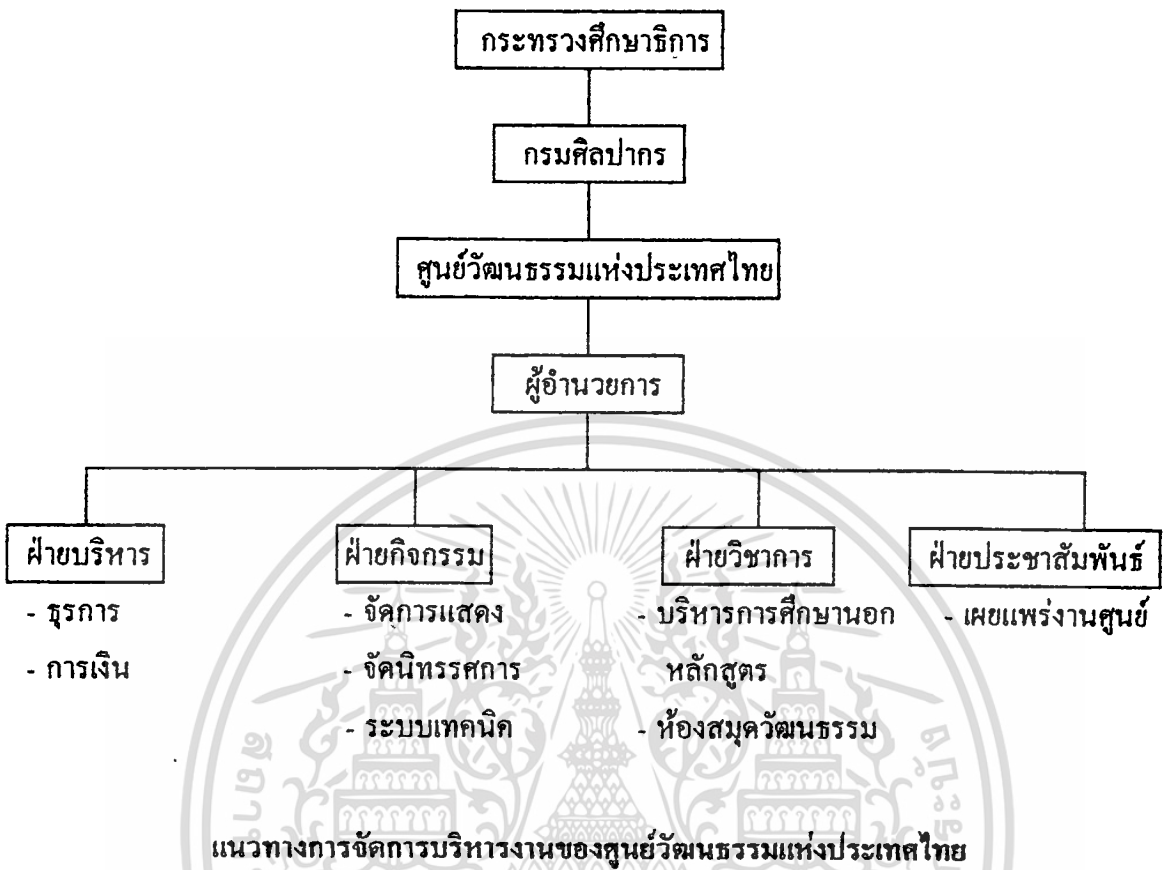 กระทรวงศึกษาธิการ
กรมศิลปากร
ศูนย์วัฒนธรรมแห่งประเทศไทย
ผู้อำนวยการ
ฝ่ายบริหาร
- ธุรการ
- การเงิน
ฝ่ายกิจกรรม
- จัดการแสดง
- จัดนิทรรศการ
- ระบบเทคนิค
ฝ่ายวิชาการ
- บริหารการศึกษานอก
หลักสูตร
- ห้องสมุดวัฒนธรรม
ฝ่ายประชาสัมพันธ์
- เผยแพร่งานศูนย์
แนวทางการจัดการบริหารงานของศูนย์วัฒนธรรมแห่งประเทศไทย